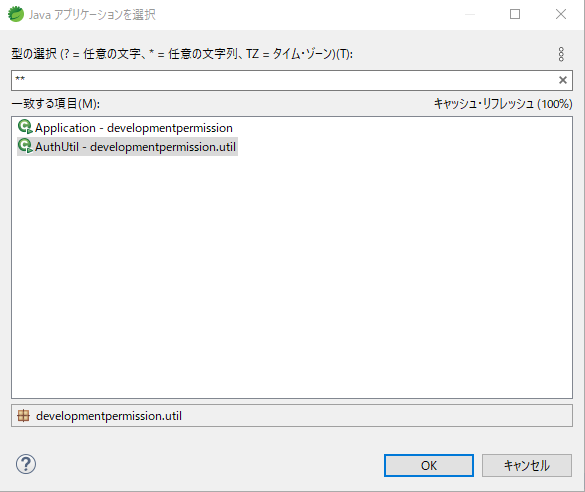 Java アプリケーションを選択
型の選択 (? = 任意の文字、* = 任意の文字列、TZ = タイム・ゾーン)(T):
**
一致する項目(M):
キャッシュ・リフレッシュ (100%)
Application - developmentpermission
AuthUtil - developmentpermission.util
developmentpermission.util
OK
キャンセル